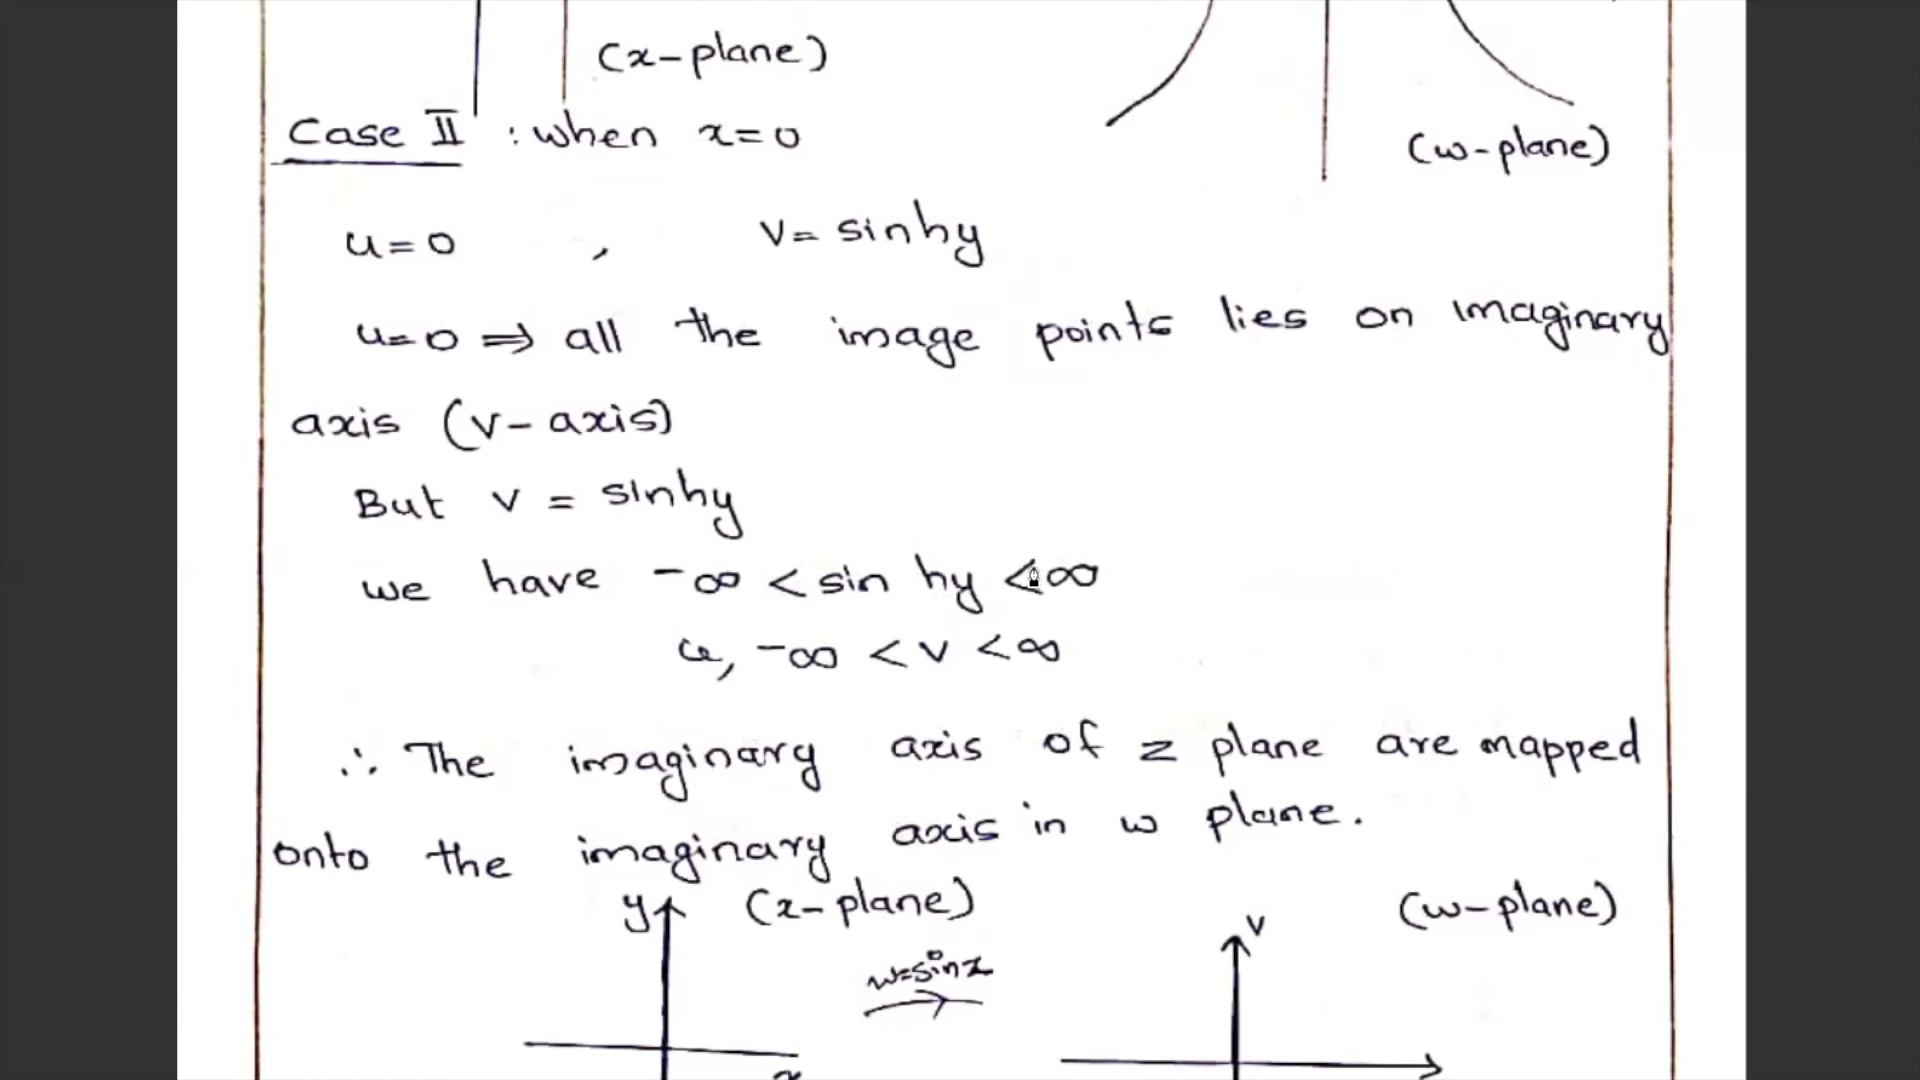 (z-plane)
(w-plane)
Case II : when x=0
u=0 , v= sinhy
u=0 ⇒ all the image points lies on imaginary
axis (v-axis)
But v = sinhy
we have -∞ < sin hy < ∞
ie, -∞ < v < ∞
∴ The imaginary axis of z plane are mapped
onto the imaginary axis in w plane.
y (z-plane) (w-plane)
v
w=sinz
x